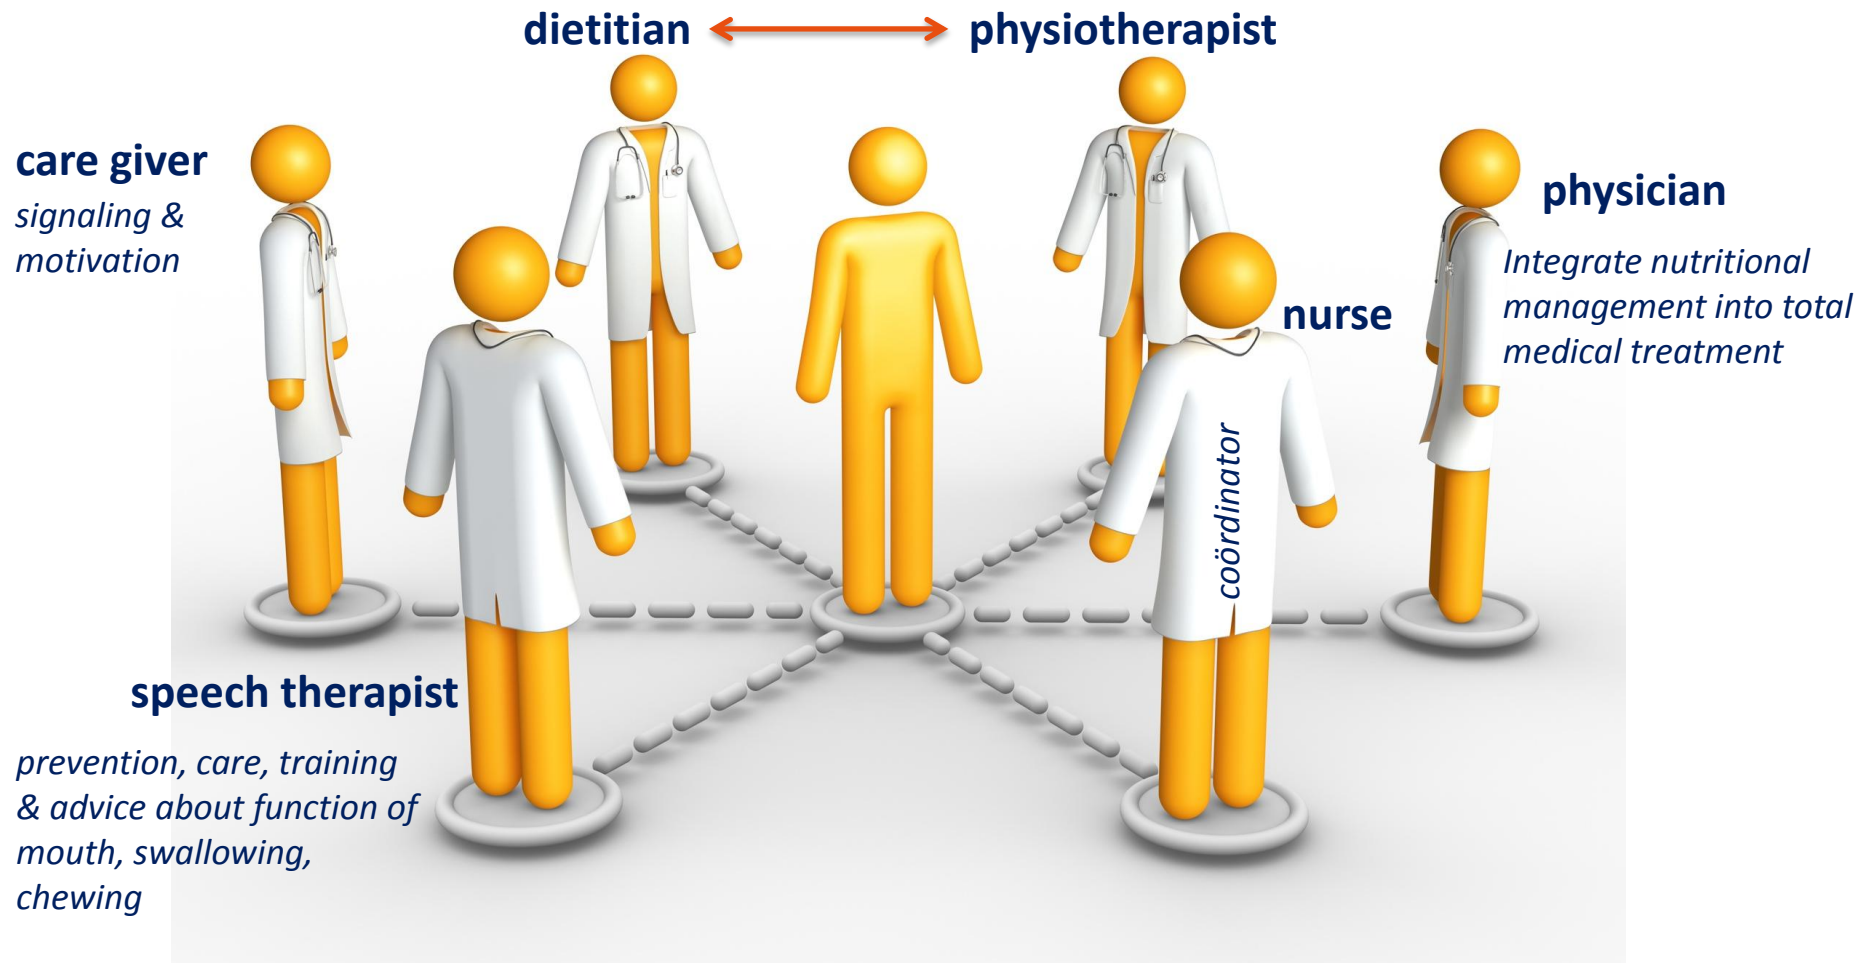 dietitian physiotherapist
care giver
signaling &
motivation
physician
Integrate nutritional
management into total
medical treatment
nurse
coördinator
speech therapist
prevention, care, training
& advice about function of
mouth, swallowing,
chewing